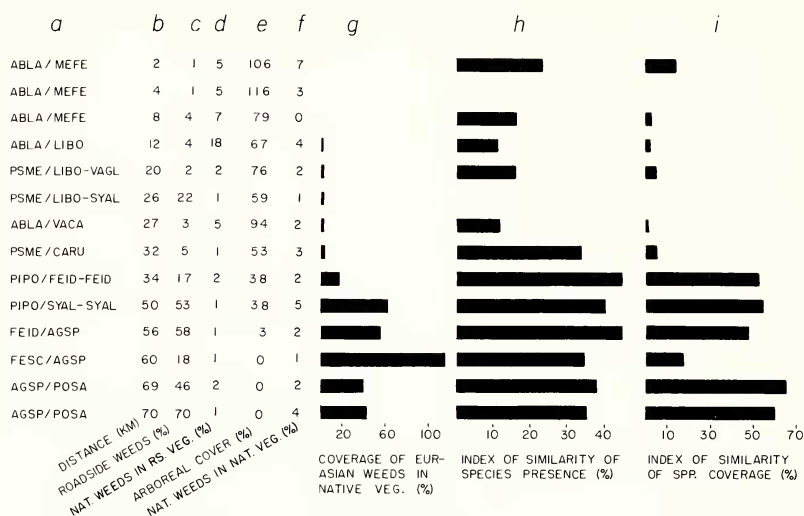 a b c d e f g h i
ABLA/MEFE 2 1 5 106 7
ABLA/MEFE 4 1 5 116 3
ABLA/MEFE 8 4 7 79 0
ABLA/LIBO 12 4 18 67 4
PSME/LIBO-VAGL 20 2 2 76 2
PSME/LIBO-SYAL 26 22 1 59 1
ABLA/VACA 27 3 5 94 2
PSME/CARU 32 5 1 53 3
PIPO/FEID-FEID 34 17 2 38 2
PIPO/SYAL-SYAL 50 53 1 38 5
FEID/AGSP 56 58 1 3 2
FESC/AGSP 60 18 1 0 1
AGSP/POSA 69 46 2 0 2
AGSP/POSA 70 70 1 0 4
DISTANCE (KM)
ROADSIDE WEEDS (%)
NAT. WEEDS IN RS. VEG. (%)
ARBOREAL COVER (%)
NAT. WEEDS IN NAT. VEG. (%)
20 60 100
COVERAGE OF EUR-
ASIAN WEEDS IN
NATIVE VEG. (%)
10 20 30 40
INDEX OF SIMILARITY OF
SPECIES PRESENCE (%)
10 30 50 70
INDEX OF SIMILARITY
OF SPP. COVERAGE (%)